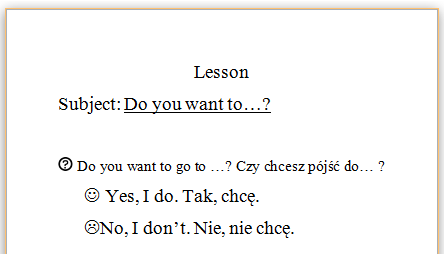 Lesson
Subject: Do you want to…?
Do you want to go to …? Czy chcesz pójść do… ?
☺ Yes, I do. Tak, chcę.
☹No, I don’t. Nie, nie chcę.